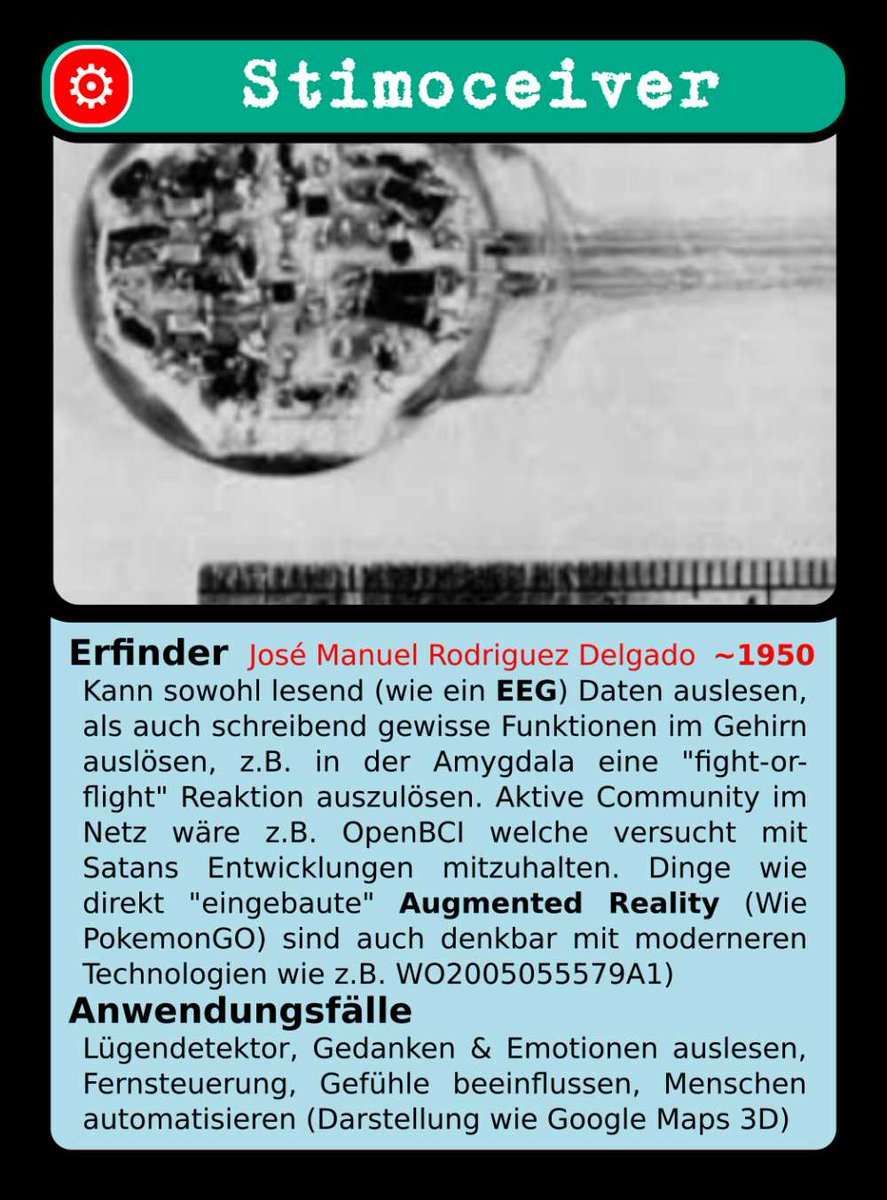 Stimoceiver
Erfinder José Manuel Rodriguez Delgado ~1950
Kann sowohl lesend (wie ein EEG) Daten auslesen,
als auch schreibend gewisse Funktionen im Gehirn
auslösen, z.B. in der Amygdala eine "fight-or-
flight" Reaktion auszulösen. Aktive Community im
Netz wäre z.B. OpenBCI welche versucht mit
Satans Entwicklungen mitzuhalten. Dinge wie
direkt "eingebaute" Augmented Reality (Wie
PokemonGO) sind auch denkbar mit moderneren
Technologien wie z.B. WO2005055579A1)
Anwendungsfälle
Lügendetektor, Gedanken & Emotionen auslesen,
Fernsteuerung, Gefühle beeinflussen, Menschen
automatisieren (Darstellung wie Google Maps 3D)